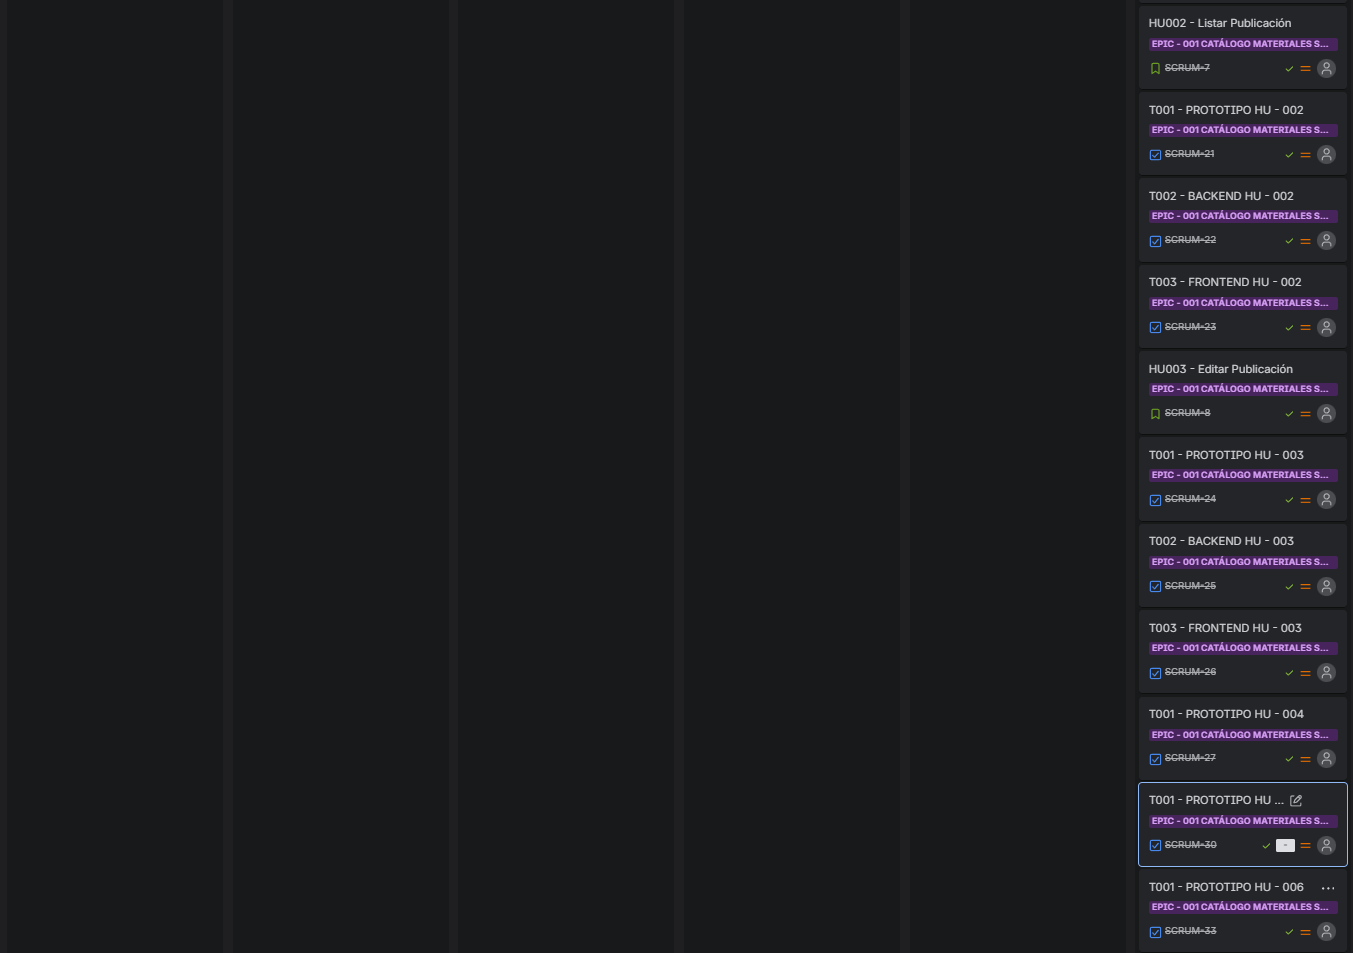 HU002 - Listar Publicación
EPIC - 001 CATÁLOGO MATERIALES S...
SCRUM-7
T001 - PROTOTIPO HU - 002
EPIC - 001 CATÁLOGO MATERIALES S...
SCRUM-21
T002 - BACKEND HU - 002
EPIC - 001 CATÁLOGO MATERIALES S...
SCRUM-22
T003 - FRONTEND HU - 002
EPIC - 001 CATÁLOGO MATERIALES S...
SCRUM-23
HU003 - Editar Publicación
EPIC - 001 CATÁLOGO MATERIALES S...
SCRUM-8
T001 - PROTOTIPO HU - 003
EPIC - 001 CATÁLOGO MATERIALES S...
SCRUM-24
T002 - BACKEND HU - 003
EPIC - 001 CATÁLOGO MATERIALES S...
SCRUM-25
T003 - FRONTEND HU - 003
EPIC - 001 CATÁLOGO MATERIALES S...
SCRUM-26
T001 - PROTOTIPO HU - 004
EPIC - 001 CATÁLOGO MATERIALES S...
SCRUM-27
T001 - PROTOTIPO HU ...
EPIC - 001 CATÁLOGO MATERIALES S...
SCRUM-30 -
T001 - PROTOTIPO HU - 006
EPIC - 001 CATÁLOGO MATERIALES S...
SCRUM-33